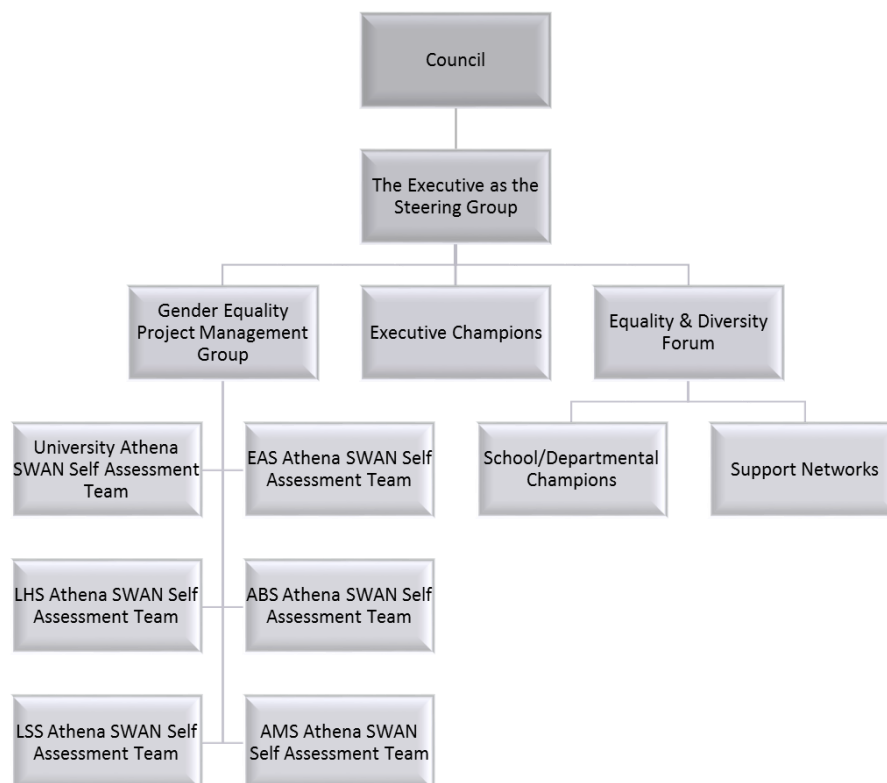 Council
The Executive as the
Steering Group
Gender Equality
Project Management
Group
Executive Champions
Equality & Diversity
Forum
University Athena
SWAN Self Assessment
Team
EAS Athena SWAN Self
Assessment Team
School/Departmental
Champions
Support Networks
LHS Athena SWAN Self
Assessment Team
ABS Athena SWAN Self
Assessment Team
LSS Athena SWAN Self
Assessment Team
AMS Athena SWAN
Self Assessment Team